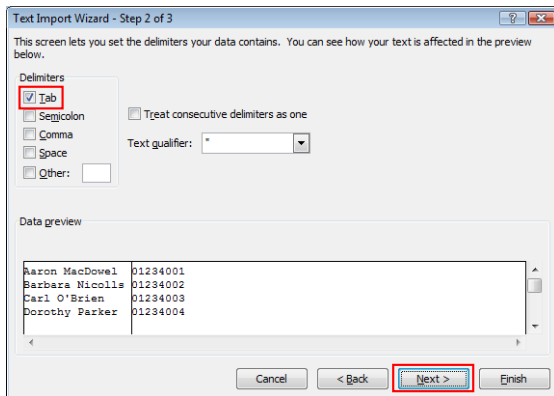 Text Import Wizard - Step 2 of 3
This screen lets you set the delimiters your data contains. You can see how your text is affected in the preview
below.
Delimiters
Tab
Semicolon
Comma
Space
Other:
Treat consecutive delimiters as one
Text qualifier: "
Data preview
Aaron MacDowel 01234001
Barbara Nicolls 01234002
Carl O'Brien 01234003
Dorothy Parker 01234004
Cancel < Back Next > Finish